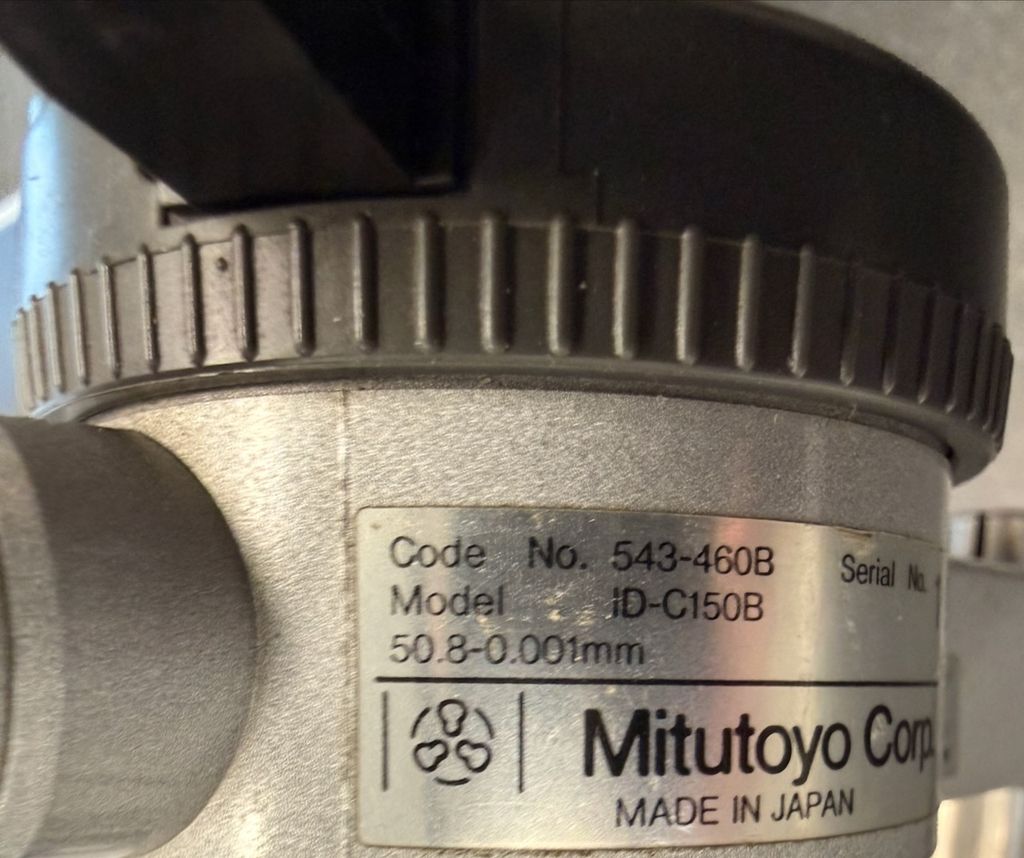 Code No. 543-460B Serial No.
Model ID-C150B
50.8-0.001mm
Mitutoyo Corp.
MADE IN JAPAN